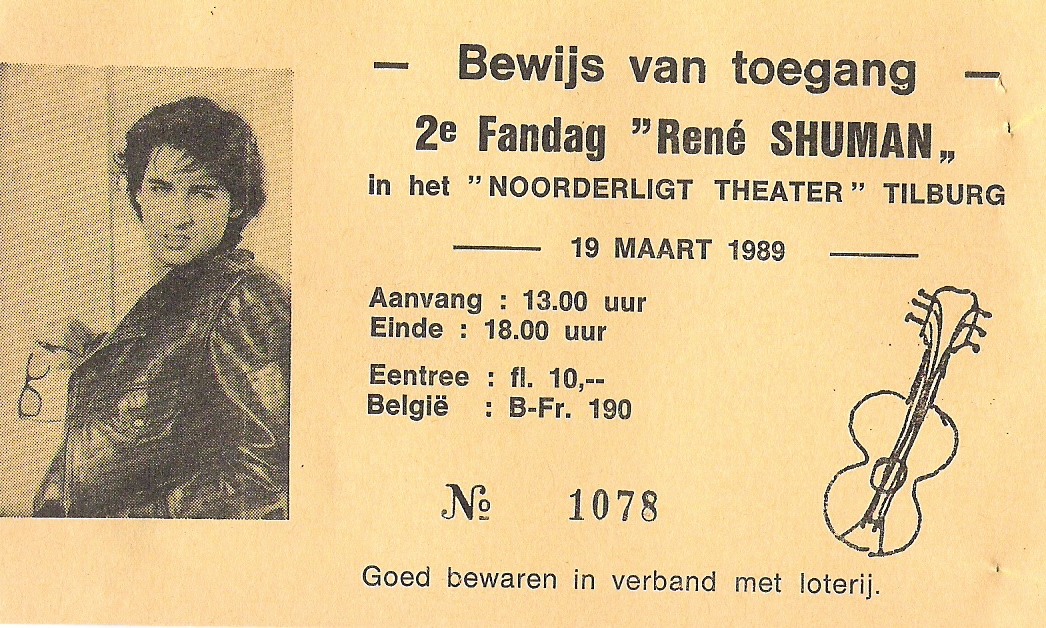 — Bewijs van toegang —
2e Fandag ”René SHUMAN„
in het ”NOORDERLIGT THEATER” TILBURG
19 MAART 1989
Aanvang : 13.00 uur
Einde : 18.00 uur
Eentree : fl. 10,--
België : B-Fr. 190
№ 1078
Goed bewaren in verband met loterij.